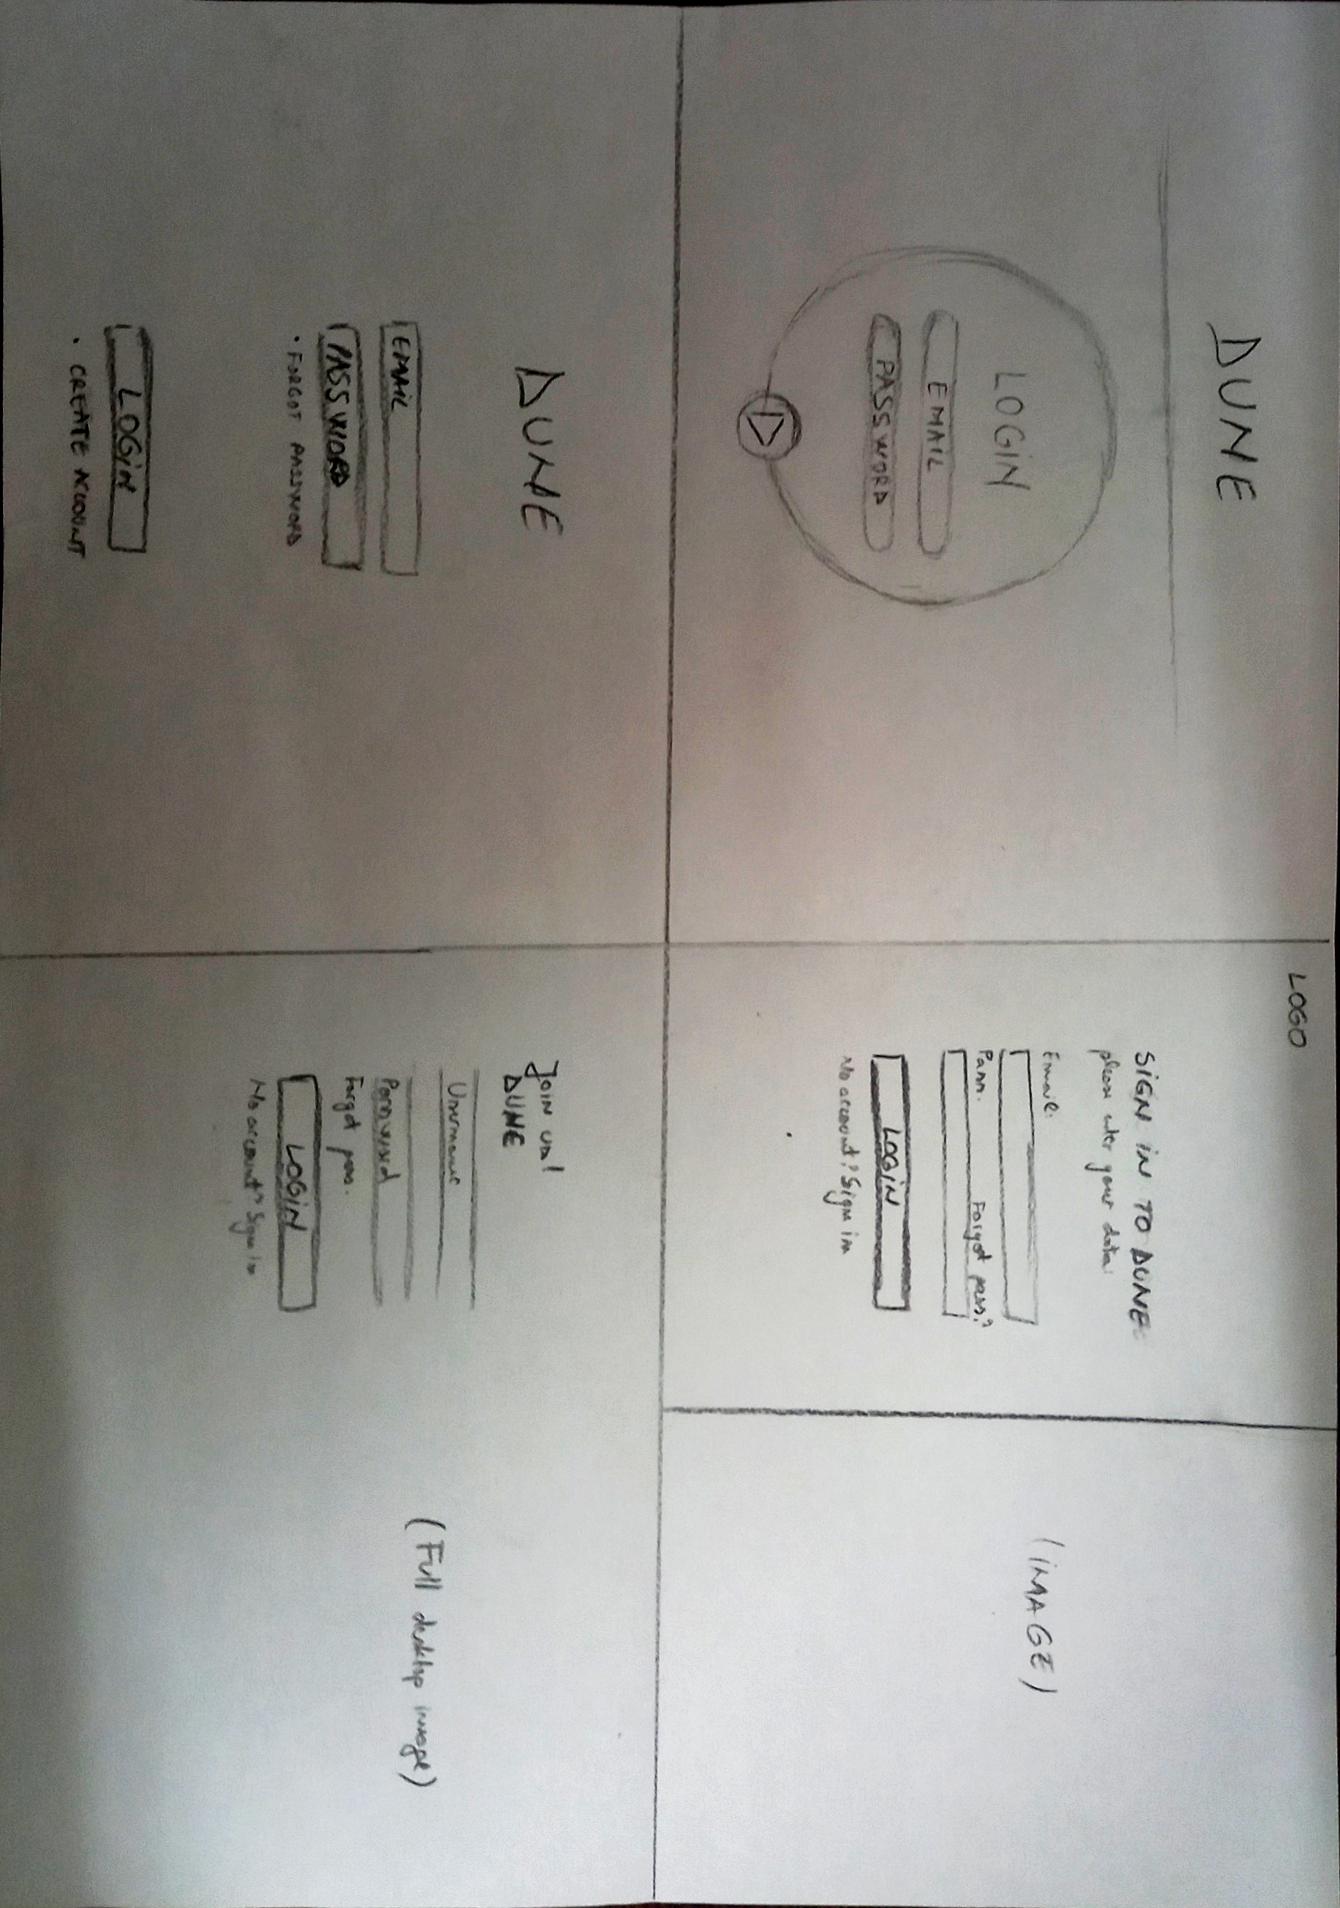 DUNE
LOGIN
EMAIL
PASSWORD
LOGO
SIGN IN TO DUNE
please enter your data:
Email:
Pass. Forgot pass?
LOGIN
No account? Sign in
(IMAGE)
DUNE
EMAIL
PASSWORD
• FORGOT PASSWORD
LOGIN
• CREATE ACCOUNT
JOIN us!
DUNE
Username
Password
Forgot pass.
LOGIN
No account? Sign in
(Full desktop image)